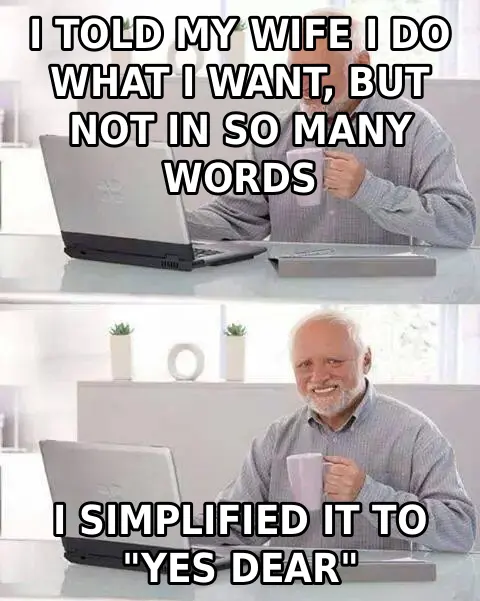 I TOLD MY WIFE I DO
WHAT I WANT, BUT
NOT IN SO MANY
WORDS
I SIMPLIFIED IT TO
"YES DEAR"